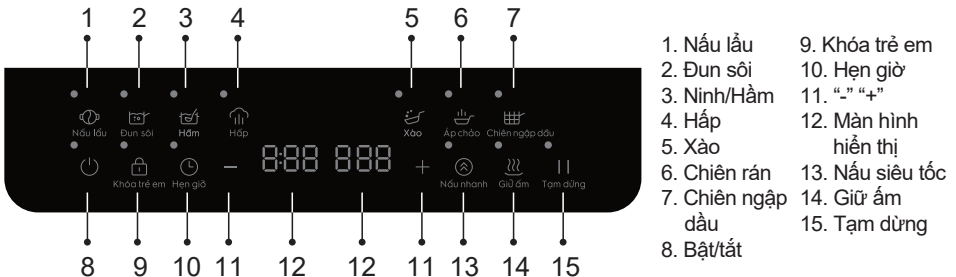 1 2 3 4 5 6 7
Nấu lẩu Đun sôi Hầm Hấp Xào Áp chảo Chiên ngập dầu
8:88 888
Khóa trẻ em Hẹn giờ Nấu nhanh Giữ ấm Tạm dừng
8 9 10 11 12 12 11 13 14 15
1. Nấu lẩu
2. Đun sôi
3. Ninh/Hầm
4. Hấp
5. Xào
6. Chiên rán
7. Chiên ngập
dầu
8. Bật/tắt
9. Khóa trẻ em
10. Hẹn giờ
11. “-” “+”
12. Màn hình
hiển thị
13. Nấu siêu tốc
14. Giữ ấm
15. Tạm dừng